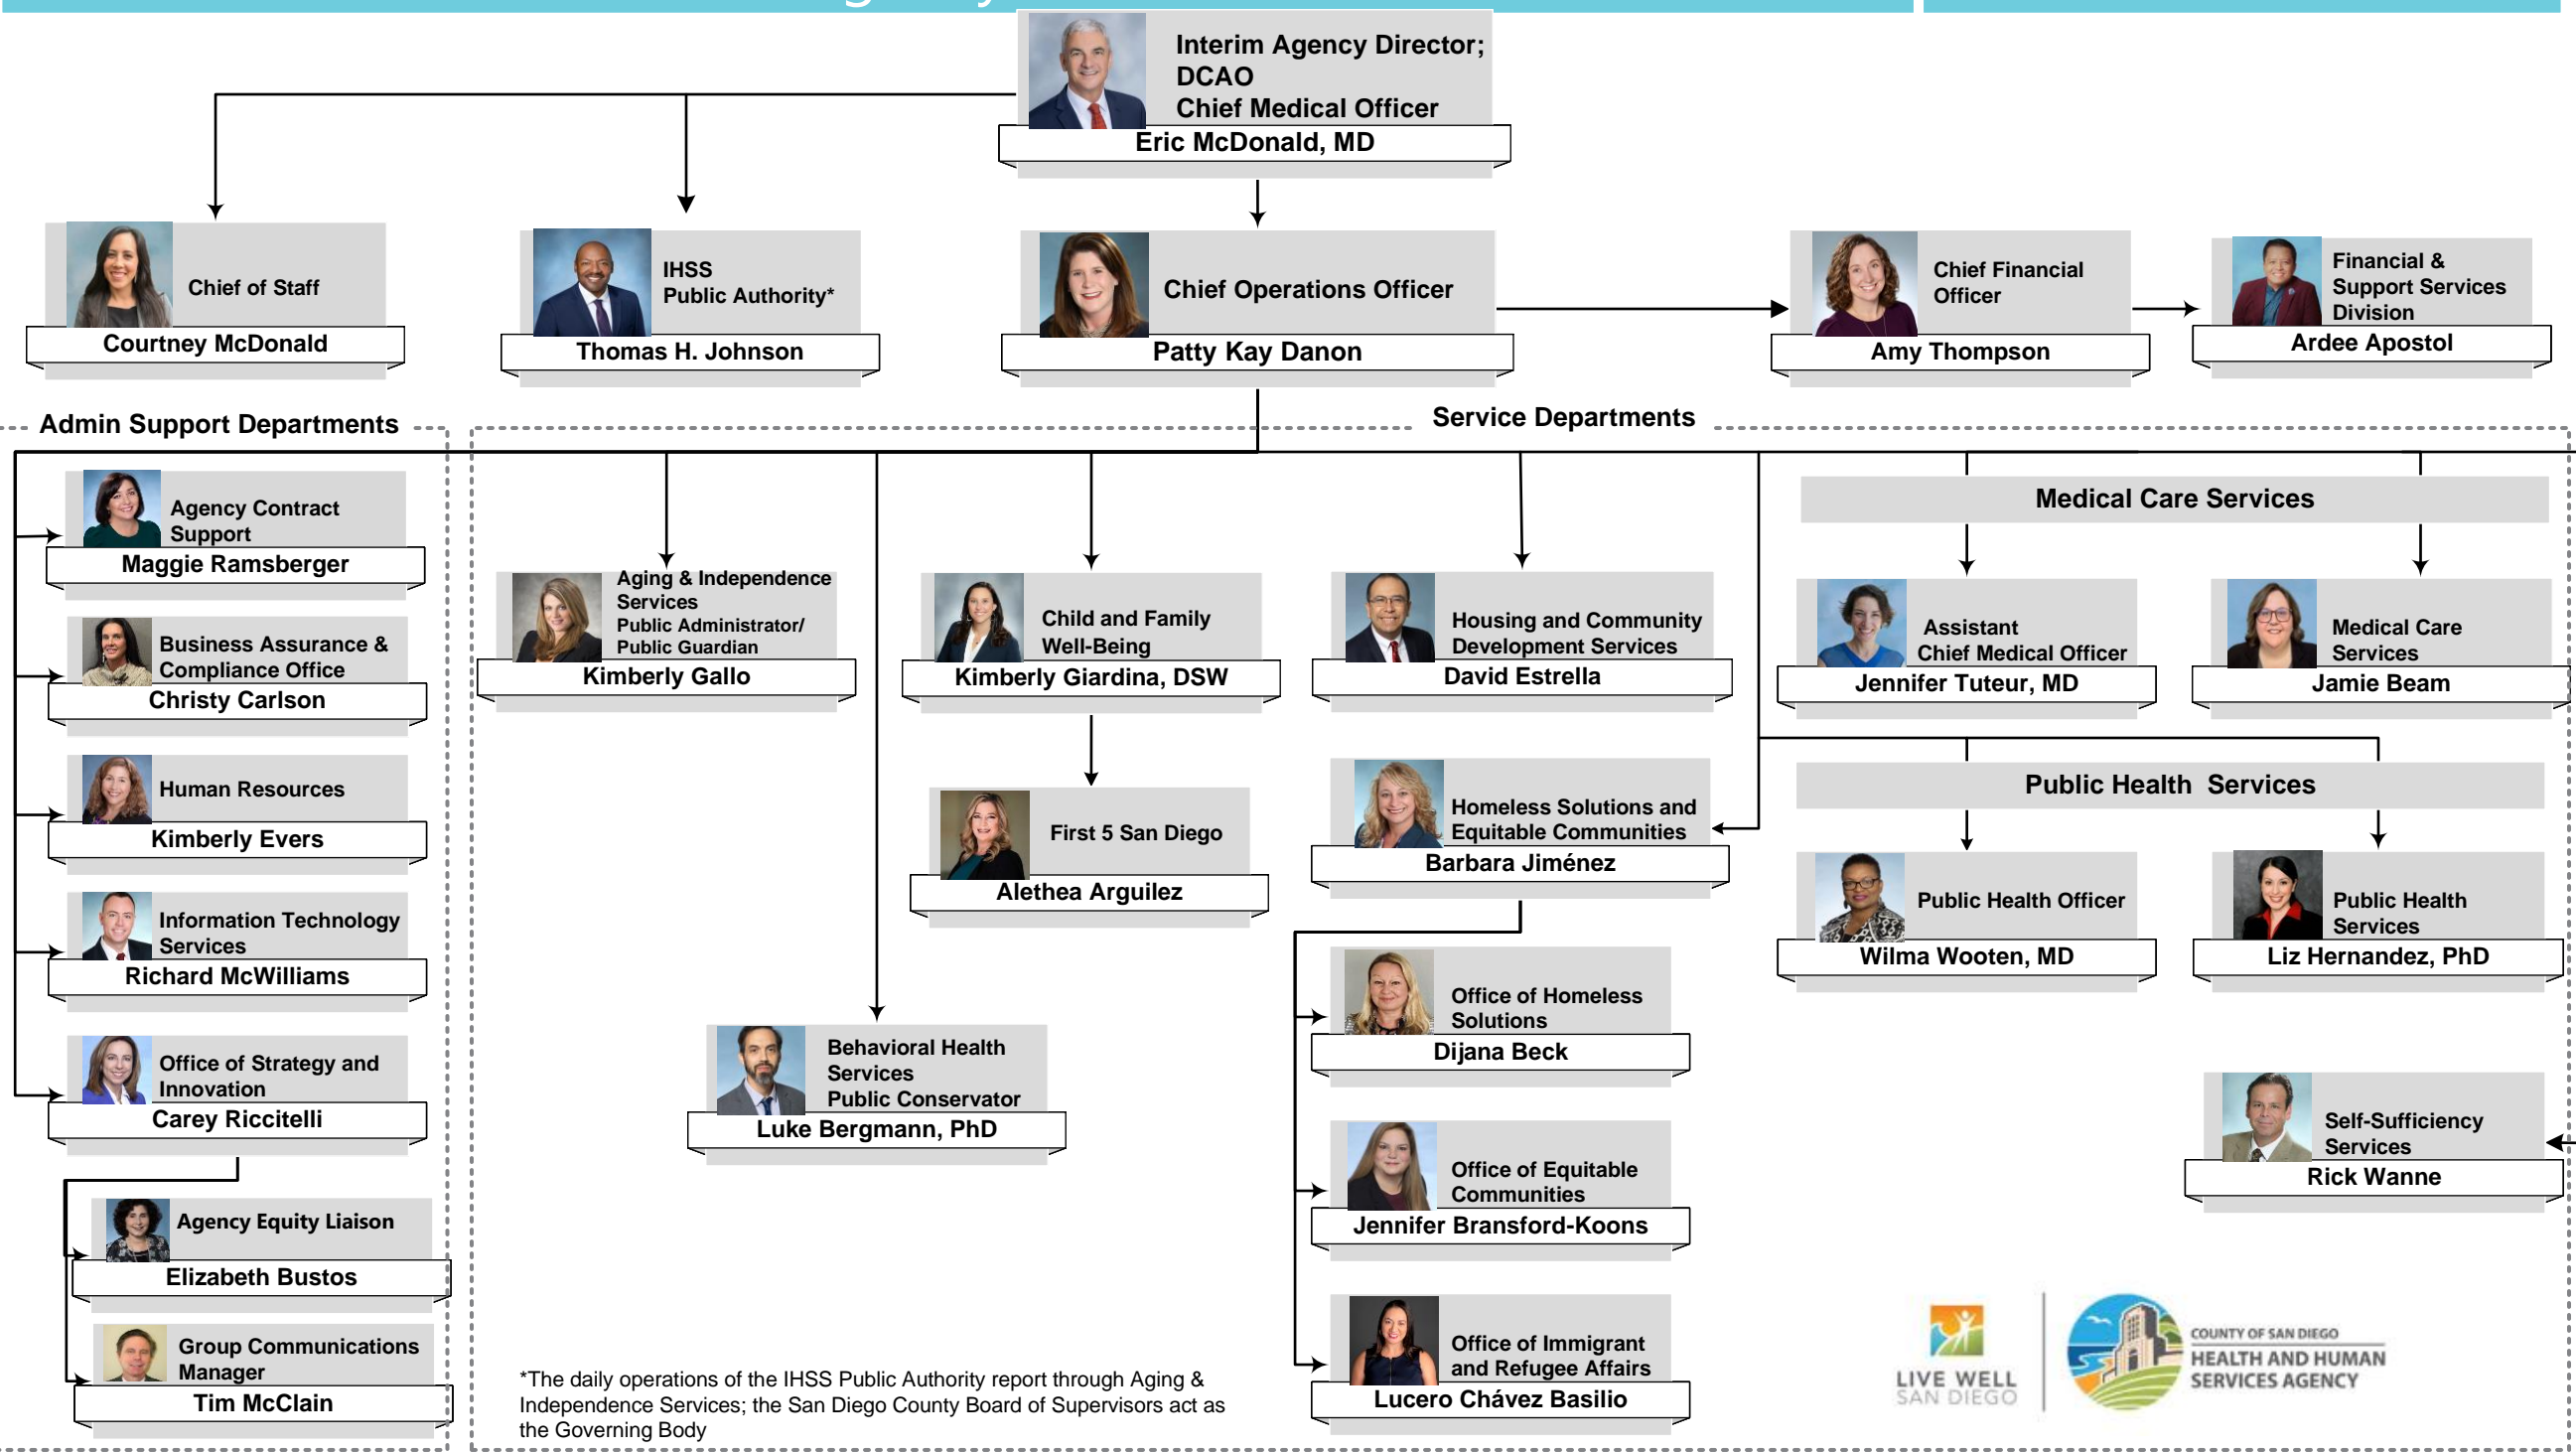 Interim Agency Director;
DCAO
Chief Medical Officer
Eric McDonald, MD
Chief of Staff
Courtney McDonald
IHSS
Public Authority*
Thomas H. Johnson
Chief Operations Officer
Patty Kay Danon
Chief Financial
Officer
Amy Thompson
Financial &
Support Services
Division
Ardee Apostol
Admin Support Departments
Agency Contract
Support
Maggie Ramsberger
Business Assurance &
Compliance Office
Christy Carlson
Human Resources
Kimberly Evers
Information Technology
Services
Richard McWilliams
Office of Strategy and
Innovation
Carey Riccitelli
Agency Equity Liaison
Elizabeth Bustos
Group Communications
Manager
Tim McClain
Service Departments
Aging & Independence
Services
Public Administrator/
Public Guardian
Kimberly Gallo
Behavioral Health
Services
Public Conservator
Luke Bergmann, PhD
Child and Family
Well-Being
Kimberly Giardina, DSW
First 5 San Diego
Alethea Arguilez
Housing and Community
Development Services
David Estrella
Homeless Solutions and
Equitable Communities
Barbara Jiménez
Office of Homeless
Solutions
Dijana Beck
Office of Equitable
Communities
Jennifer Bransford-Koons
Office of Immigrant
and Refugee Affairs
Lucero Chávez Basilio
Medical Care Services
Assistant
Chief Medical Officer
Jennifer Tuteur, MD
Medical Care
Services
Jamie Beam
Public Health Services
Public Health Officer
Wilma Wooten, MD
Public Health
Services
Liz Hernandez, PhD
Self-Sufficiency
Services
Rick Wanne
*The daily operations of the IHSS Public Authority report through Aging &
Independence Services; the San Diego County Board of Supervisors act as
the Governing Body
LIVE WELL
SAN DIEGO
COUNTY OF SAN DIEGO
HEALTH AND HUMAN
SERVICES AGENCY